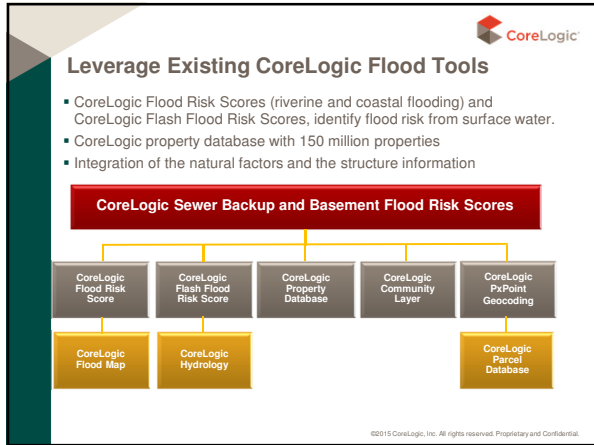 CoreLogic
Leverage Existing CoreLogic Flood Tools
▪ CoreLogic Flood Risk Scores (riverine and coastal flooding) and
CoreLogic Flash Flood Risk Scores, identify flood risk from surface water.
▪ CoreLogic property database with 150 million properties
▪ Integration of the natural factors and the structure information
CoreLogic Sewer Backup and Basement Flood Risk Scores
CoreLogic
Flood Risk
Score
CoreLogic
Flash Flood
Risk Score
CoreLogic
Property
Database
CoreLogic
Community
Layer
CoreLogic
PxPoint
Geocoding
CoreLogic
Flood Map
CoreLogic
Hydrology
CoreLogic
Parcel
Database
©2015 CoreLogic, Inc. All rights reserved. Proprietary and Confidential.